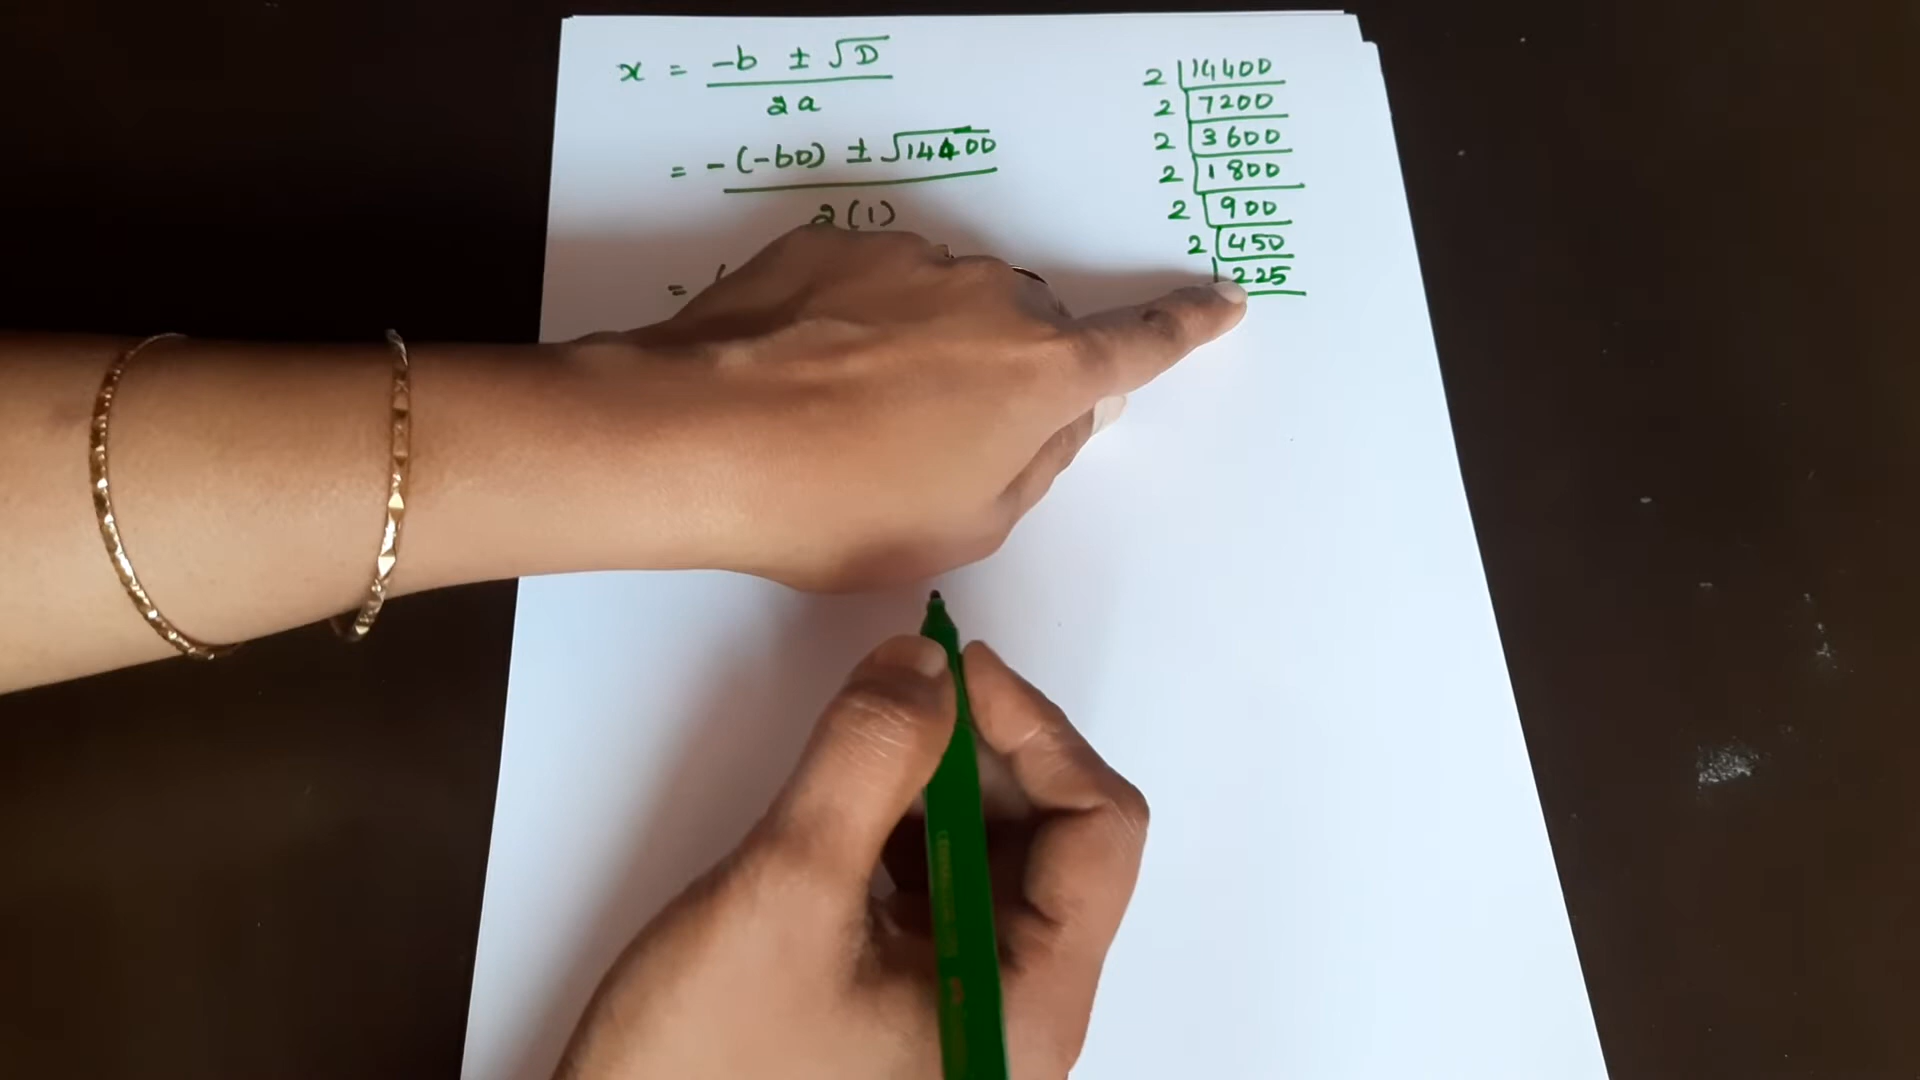 x = -b ± √D
2a
= -(-60) ± √14400
2(1)
=
2 | 14400
2 | 7200
2 | 3600
2 | 1800
2 | 900
2 | 450
| 225